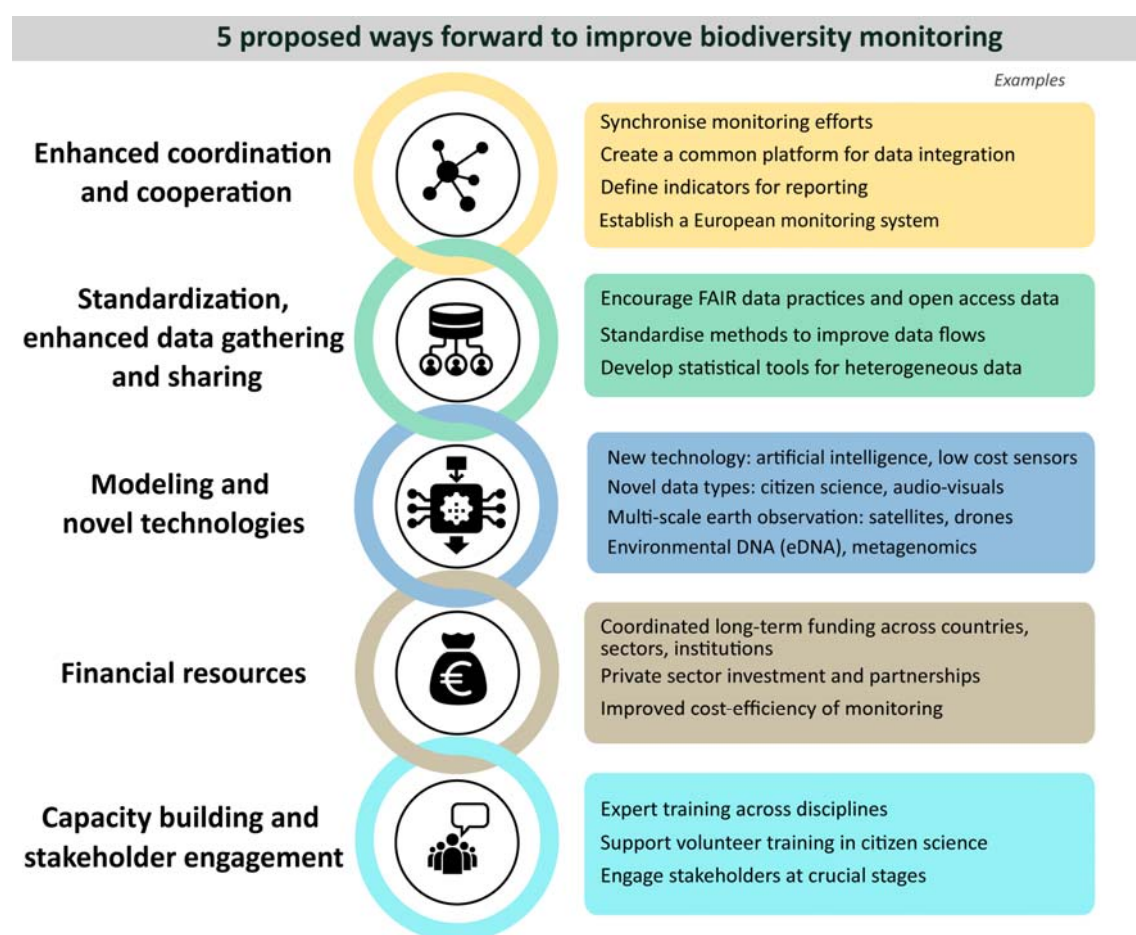 5 proposed ways forward to improve biodiversity monitoring
Examples
Enhanced coordination
and cooperation
Synchronise monitoring efforts
Create a common platform for data integration
Define indicators for reporting
Establish a European monitoring system
Standardization,
enhanced data gathering
and sharing
Encourage FAIR data practices and open access data
Standardise methods to improve data flows
Develop statistical tools for heterogeneous data
Modeling and
novel technologies
New technology: artificial intelligence, low cost sensors
Novel data types: citizen science, audio-visuals
Multi-scale earth observation: satellites, drones
Environmental DNA (eDNA), metagenomics
Financial resources
€
Coordinated long-term funding across countries,
sectors, institutions
Private sector investment and partnerships
Improved cost-efficiency of monitoring
Capacity building and
stakeholder engagement
Expert training across disciplines
Support volunteer training in citizen science
Engage stakeholders at crucial stages